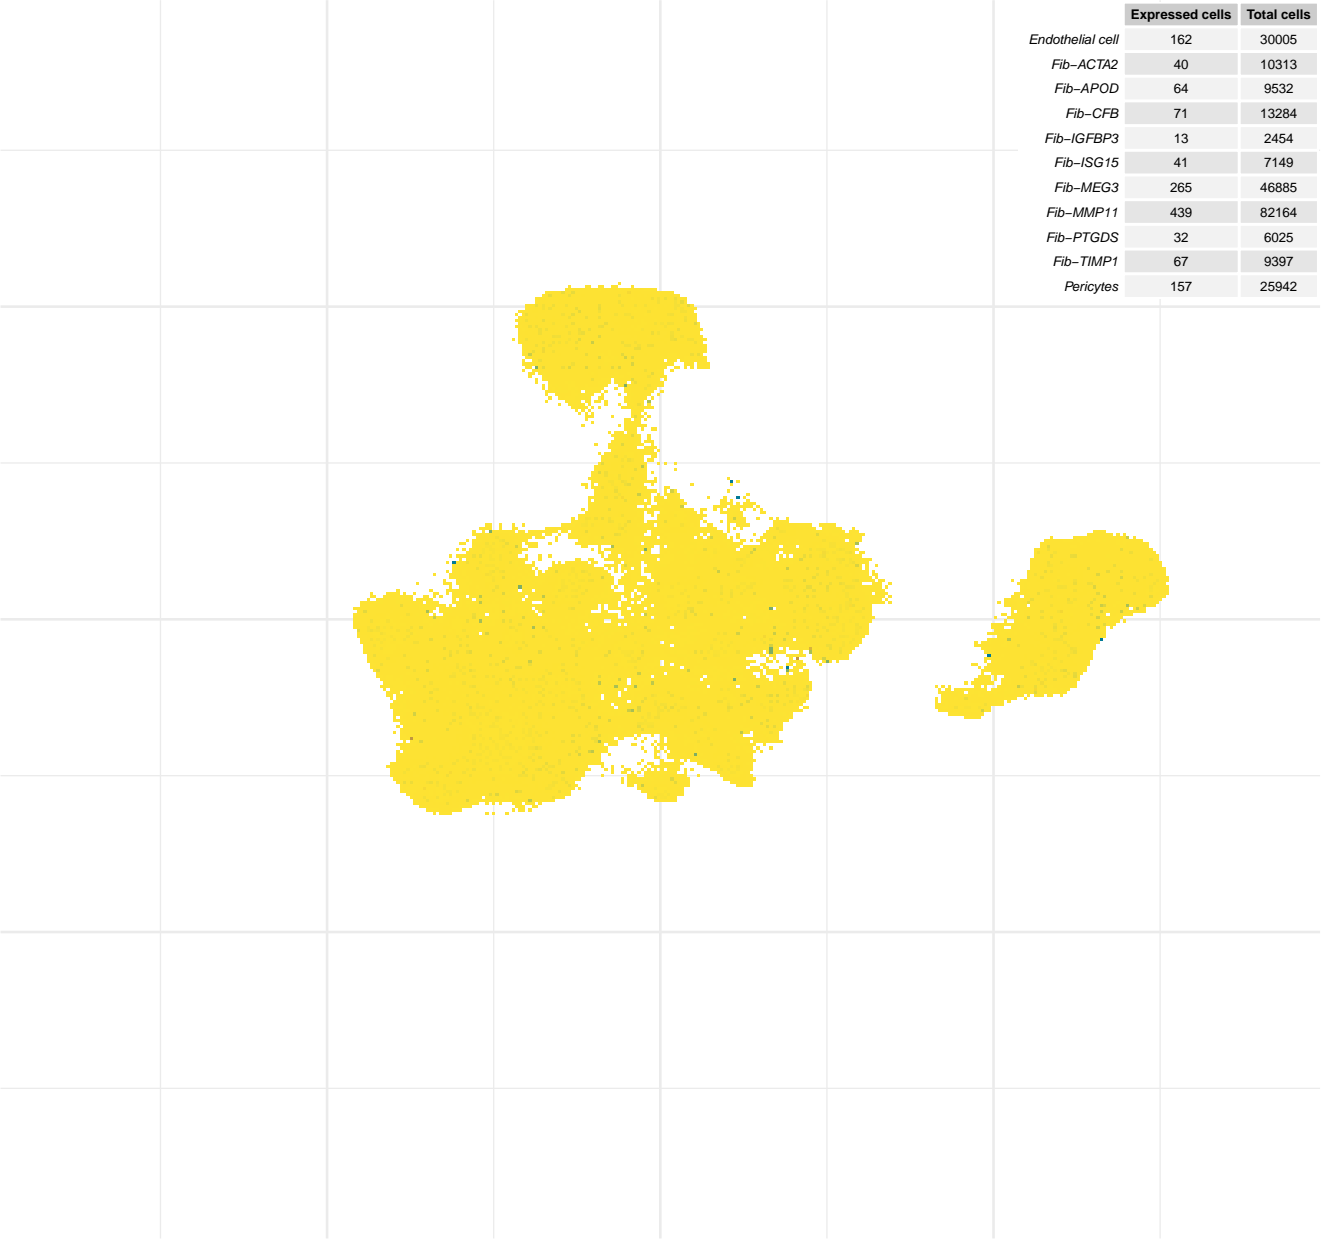 Expressed cells Total cells
Endothelial cell 162 30005
Fib−ACTA2 40 10313
Fib−APOD 64 9532
Fib−CFB 71 13284
Fib−IGFBP3 13 2454
Fib−ISG15 41 7149
Fib−MEG3 265 46885
Fib−MMP11 439 82164
Fib−PTGDS 32 6025
Fib−TIMP1 67 9397
Pericytes 157 25942